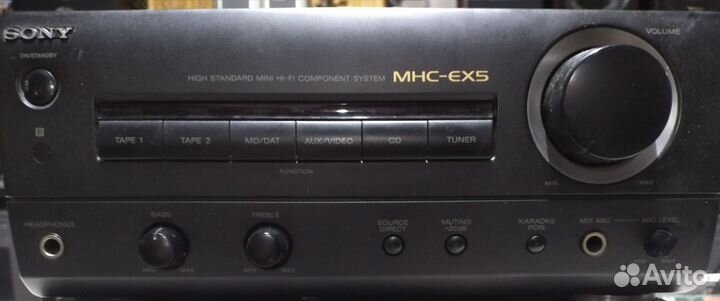 SONY
VOLUME
ON/STANDBY
HIGH STANDARD MINI HI-FI COMPONENT SYSTEM MHC-EX5
TAPE 1 TAPE 2 MD/DAT AUX/VIDEO CD TUNER
FUNCTION
MIN MAX
HEADPHONES
BASS
MIN MAX
TREBLE
MIN MAX
SOURCE
DIRECT
MUTING
-20dB
KARAOKE
PON
MIX MIC
MIC LEVEL
MIN MAX
Avito